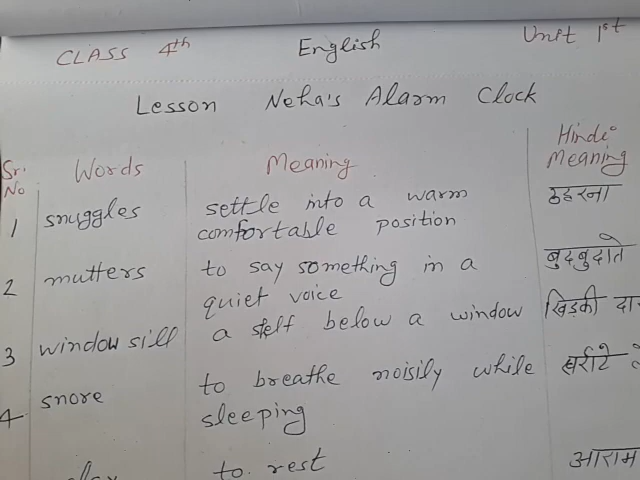 CLASS 4th English Unit 1st
Lesson Neha's Alarm Clock
Sr. No Words Meaning Hindi Meaning
1 snuggles settle into a warm ठहरना
comfortable position
2 mutters to say something in a बुदबुदाते
quiet voice
3 window sill a self below a window खिड़की
4 snore to breathe noisily while खर्राटे
sleeping
to rest आराम